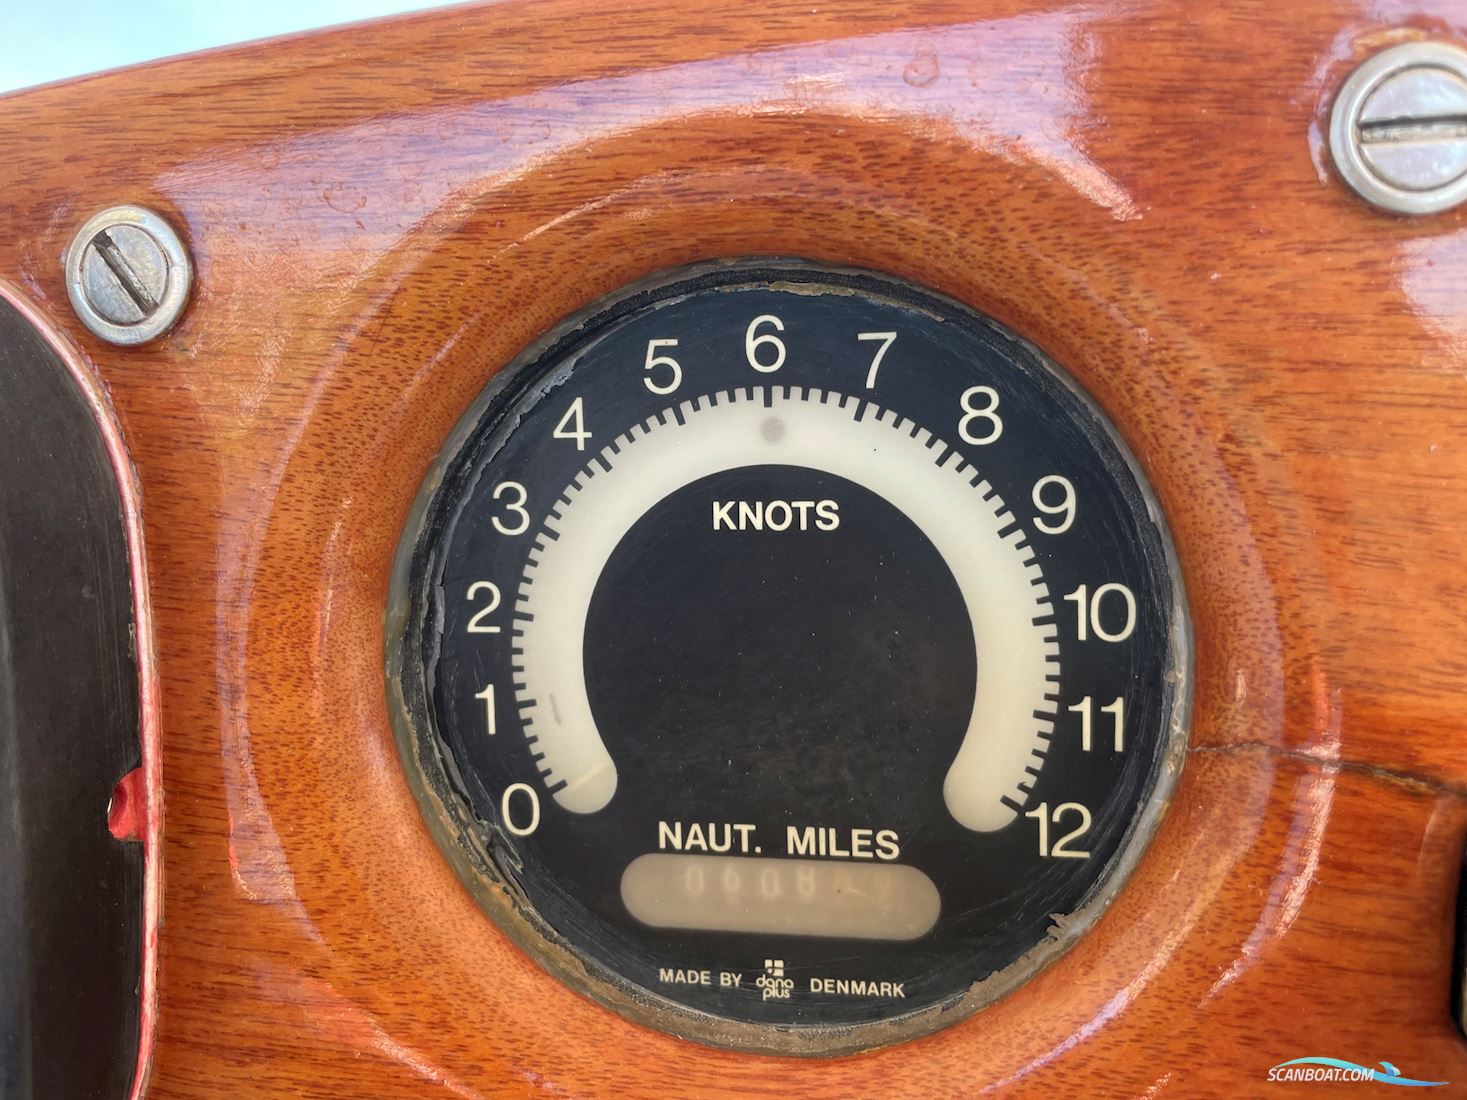 0 1 2 3 4 5 6 7 8 9 10 11 12
KNOTS
NAUT. MILES
MADE BY dana plus DENMARK
SCANBOAT.COM